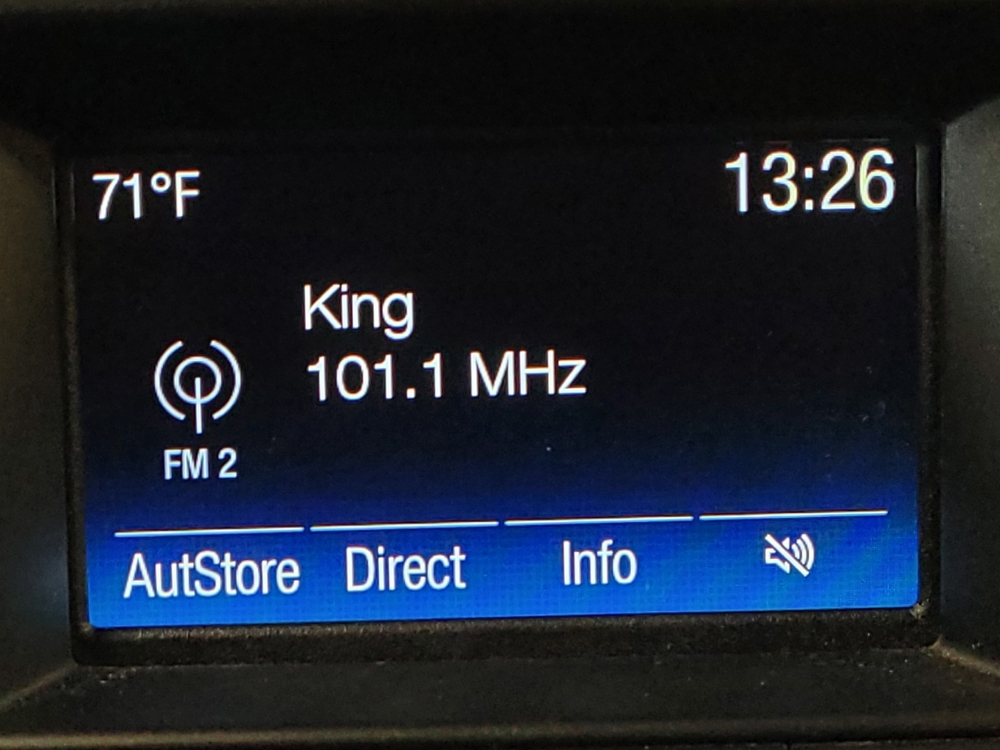 71°F 13:26
King
101.1 MHz
FM 2
AutStore Direct Info